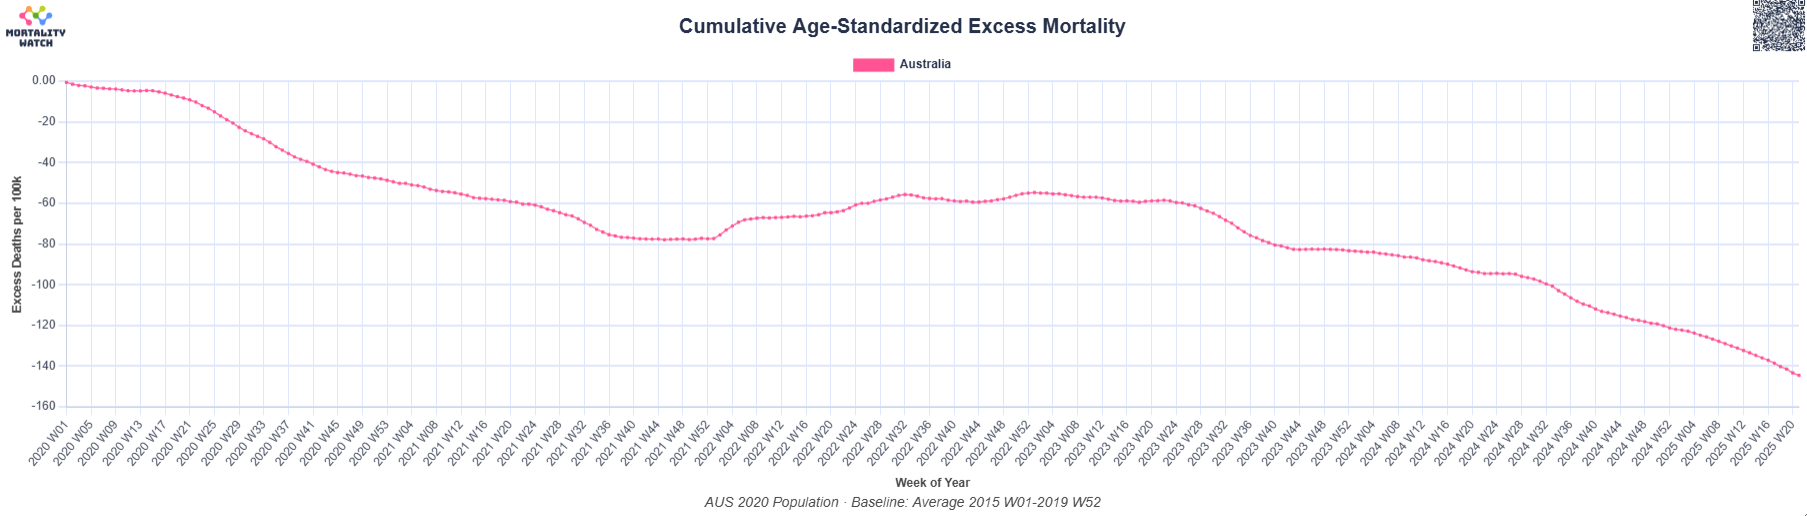 MORTALITY
WATCH
Cumulative Age-Standardized Excess Mortality
Australia
Excess Deaths per 100k
0.00
-20
-40
-60
-80
-100
-120
-140
-160
2020 W01
2020 W05
2020 W09
2020 W13
2020 W17
2020 W21
2020 W25
2020 W29
2020 W33
2020 W37
2020 W41
2020 W45
2020 W49
2020 W53
2021 W04
2021 W08
2021 W12
2021 W16
2021 W20
2021 W24
2021 W28
2021 W32
2021 W36
2021 W40
2021 W44
2021 W48
2021 W52
2022 W04
2022 W08
2022 W12
2022 W16
2022 W20
2022 W24
2022 W28
2022 W32
2022 W36
2022 W40
2022 W44
2022 W48
2022 W52
2023 W04
2023 W08
2023 W12
2023 W16
2023 W20
2023 W24
2023 W28
2023 W32
2023 W36
2023 W40
2023 W44
2023 W48
2023 W52
2024 W04
2024 W08
2024 W12
2024 W16
2024 W20
2024 W24
2024 W28
2024 W32
2024 W36
2024 W40
2024 W44
2024 W48
2024 W52
2025 W04
2025 W08
2025 W12
2025 W16
2025 W20
Week of Year
AUS 2020 Population · Baseline: Average 2015 W01-2019 W52